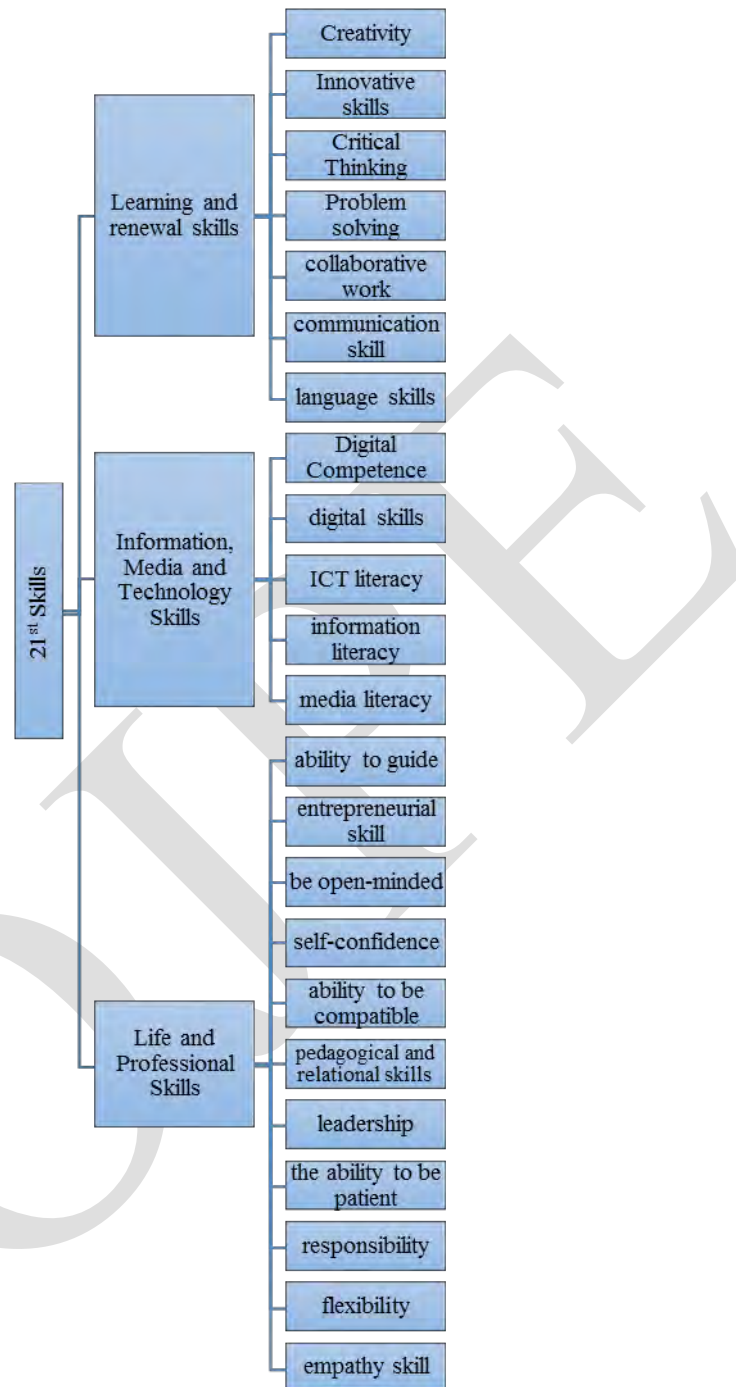 21st Skills
Learning and
renewal skills
Creativity
Innovative
skills
Critical
Thinking
Problem
solving
collaborative
work
communication
skill
language skills
Information,
Media and
Technology
Skills
Digital
Competence
digital skills
ICT literacy
information
literacy
media literacy
Life and
Professional
Skills
ability to guide
entrepreneurial
skill
be open-minded
self-confidence
ability to be
compatible
pedagogical and
relational skills
leadership
the ability to be
patient
responsibility
flexibility
empathy skill